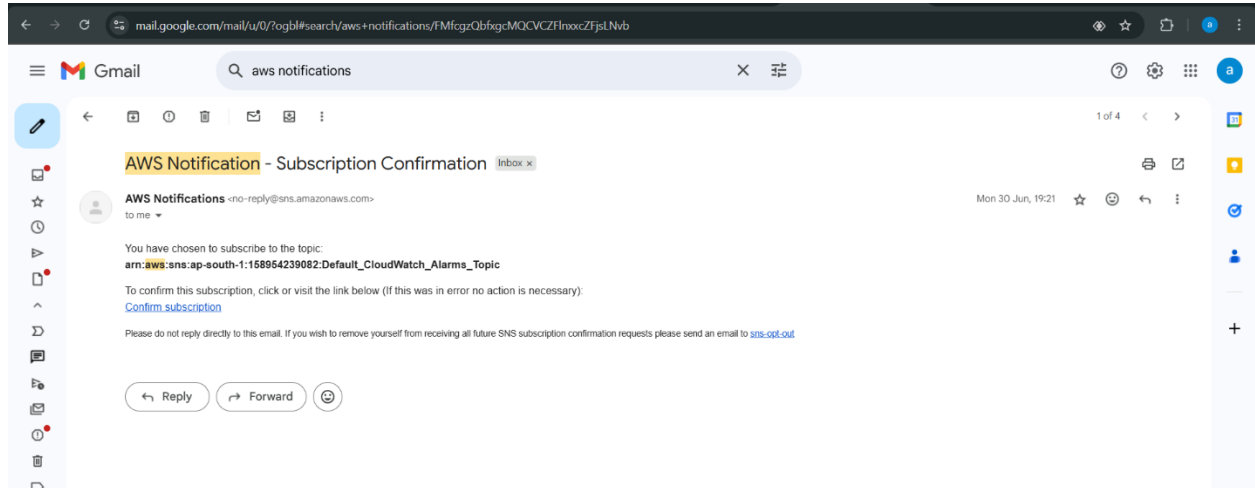 mail.google.com/mail/u/0/?ogbl#search/aws+notifications/FMfcgzQbfxgcMQCVCZFlnxxcZFjsLNvb
a
Gmail
aws notifications
a
1 of 4
31
AWS Notification - Subscription Confirmation Inbox ×
AWS Notifications <no-reply@sns.amazonaws.com>
Mon 30 Jun, 19:21
to me
You have chosen to subscribe to the topic:
arn:aws:sns:ap-south-1:158954239082:Default_CloudWatch_Alarms_Topic
To confirm this subscription, click or visit the link below (If this was in error no action is necessary):
Confirm subscription
Please do not reply directly to this email. If you wish to remove yourself from receiving all future SNS subscription confirmation requests please send an email to sns-opt-out
Reply
Forward